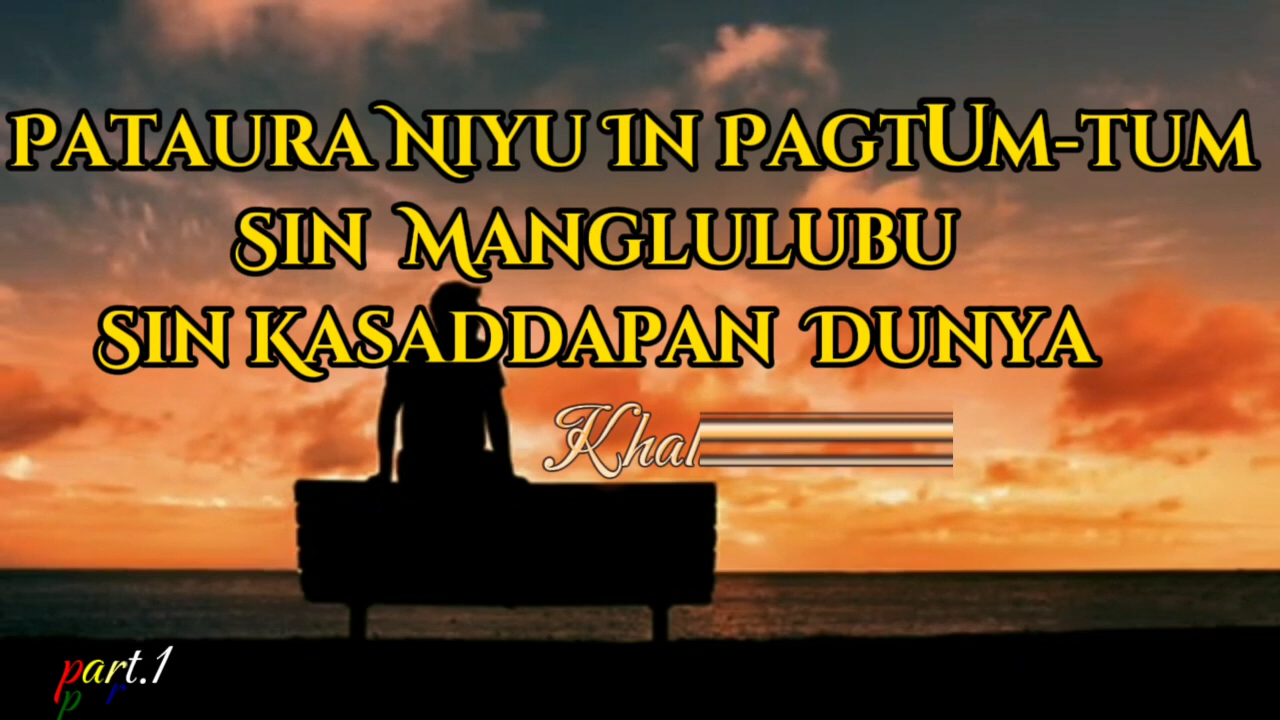 PATAURA NIYU IN PAGTUM-TUM
SIN MANGLULUBU
SIN KASADDAPAN DUNYA
Khal
part.1